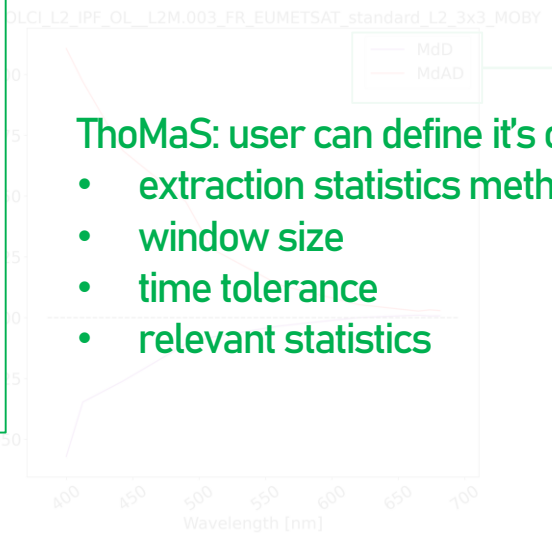 OLCI_L2_IPF_OL__L2M.003_FR_EUMETSAT_standard_L2_3x3_MOBY
MdD
MdAD
ThoMaS: user can define it's
• extraction statistics
• window size
• time tolerance
• relevant statistics
400 450 500 550 600 650 700
Wavelength [nm]